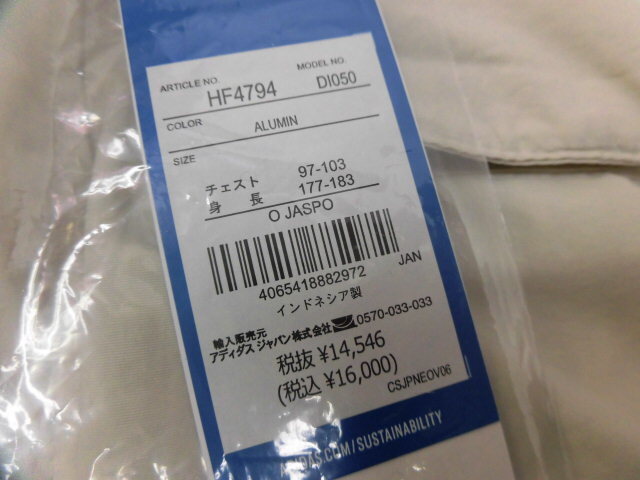 ARTICLE NO. MODEL NO.
HF4794 DI050
COLOR ALUMIN
SIZE
チェスト 97-103
身 長 177-183
O JASPO
4065418882972 JAN
インドネシア製
輸入販売元
アディダス ジャパン株式会社 0570-033-033
税抜 ¥14,546
(税込 ¥16,000)
CSJPNEOV06
ADIDAS.COM/SUSTAINABILITY